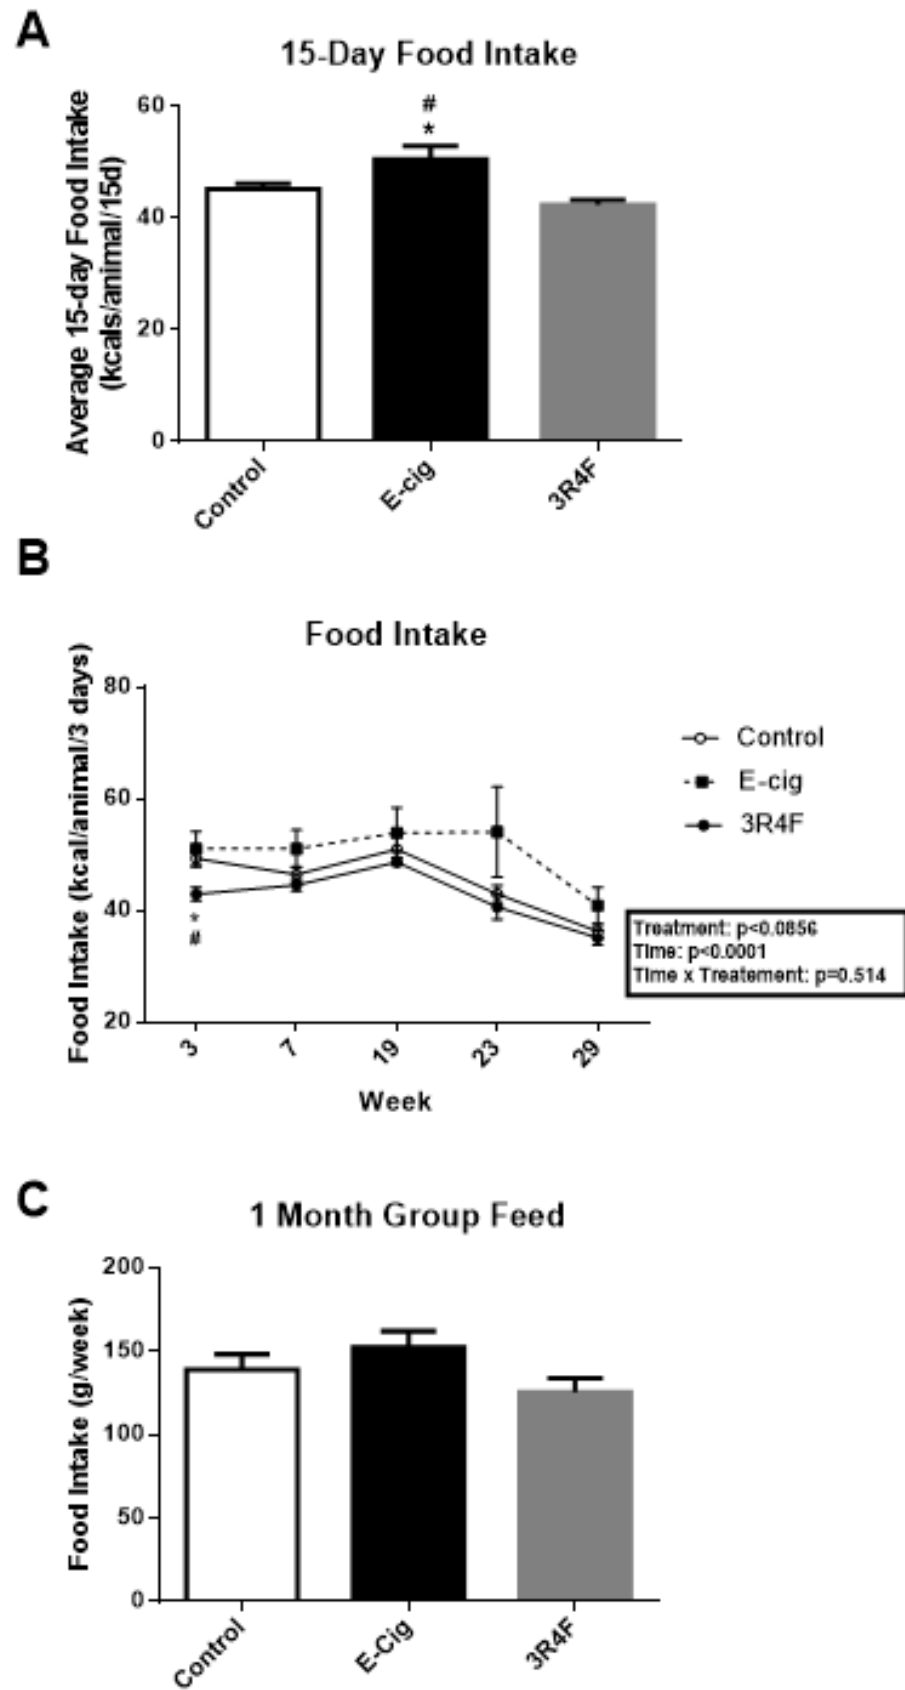 A
15-Day Food Intake
Average 15-day Food Intake
(kcals/animal/15d)
60
40
20
0
#
*
Control
E-cig
3R4F
B
Food Intake
Food Intake (kcal/animal/3 days)
80
60
40
20
*
#
3
7
19
23
29
Week
Control
E-cig
3R4F
Treatment: p<0.0856
Time: p<0.0001
Time x Treatement: p=0.514
C
1 Month Group Feed
Food Intake (g/week)
200
150
100
50
0
Control
E-Cig
3R4F